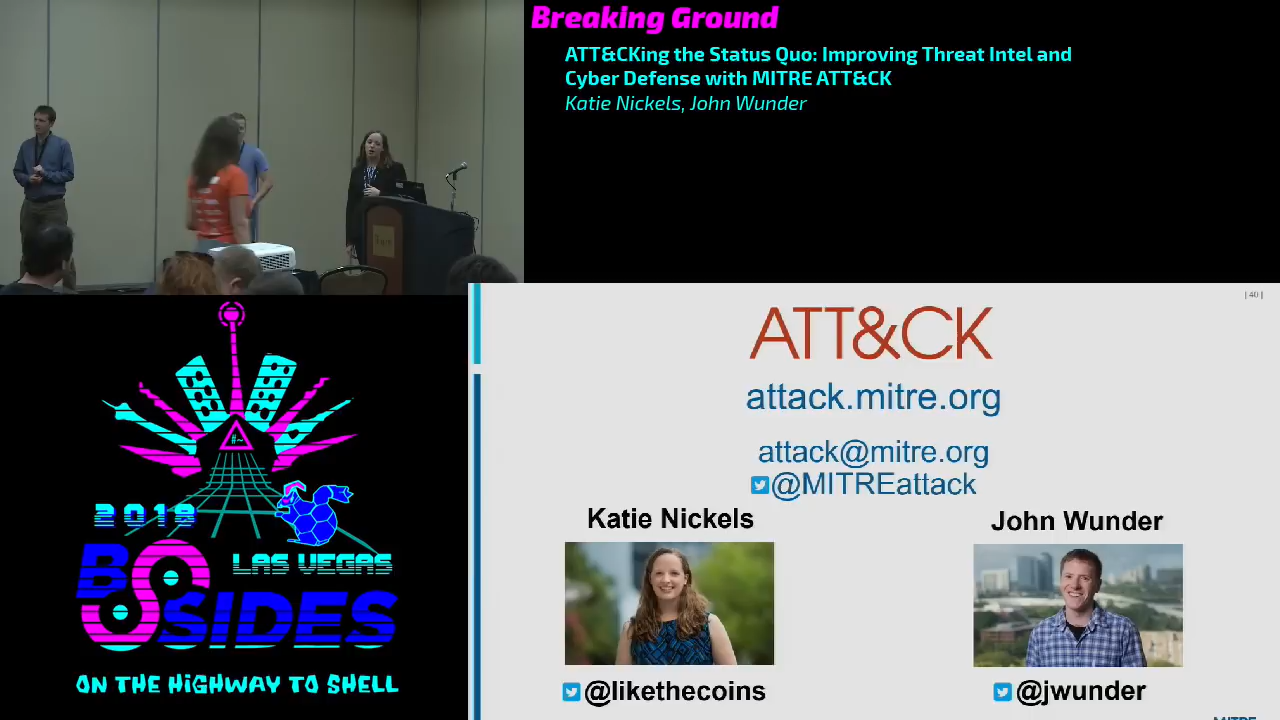 Breaking Ground
ATT&CKing the Status Quo: Improving Threat Intel and
Cyber Defense with MITRE ATT&CK
Katie Nickels, John Wunder
| 40 |
ATT&CK
attack.mitre.org
attack@mitre.org
@MITREattack
Katie Nickels
John Wunder
@likethecoins
@jwunder
MITRE
#~
2018
LAS VEGAS
BSIDES
ON THE HIGHWAY TO SHELL